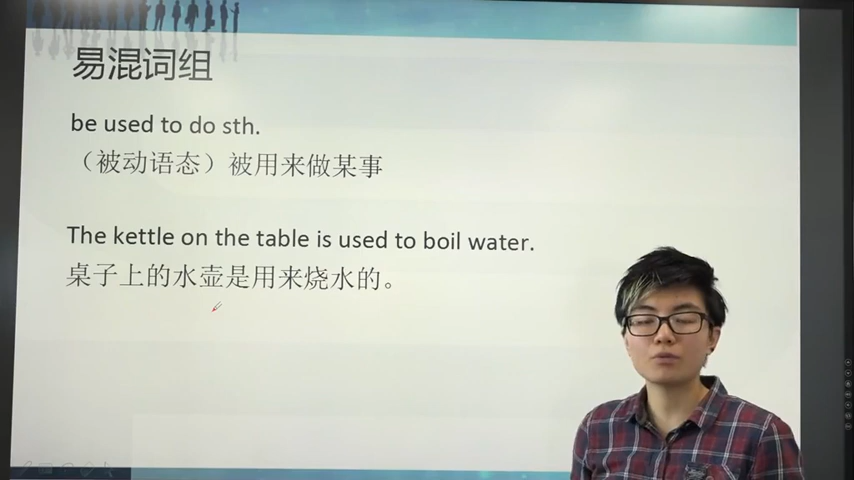 易混词组
be used to do sth.
（被动语态）被用来做某事
The kettle on the table is used to boil water.
桌子上的水壶是用来烧水的。